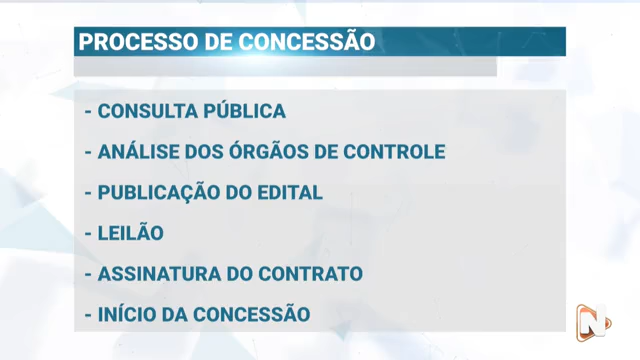 PROCESSO DE CONCESSÃO
- CONSULTA PÚBLICA
- ANÁLISE DOS ÓRGÃOS DE CONTROLE
- PUBLICAÇÃO DO EDITAL
- LEILÃO
- ASSINATURA DO CONTRATO
- INÍCIO DA CONCESSÃO
N